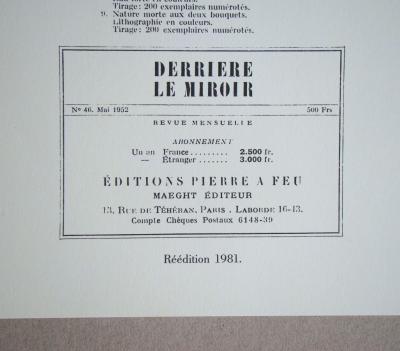 Tirage: 200 exemplaires numérotés.
9. Nature morte aux deux bouquets.
Lithographie en couleurs.
Tirage: 200 exemplaires numérotés.
DERRIERE
LE MIROIR
No 46. Mai 1952 500 Frs
REVUE MENSUELLE
ABONNEMENT
Un an France......... 2.500 fr.
— Étranger ....... 3.000 fr.
ÉDITIONS PIERRE A FEU
MAEGHT ÉDITEUR
13, RUE DE TÉHÉRAN, PARIS . LABORDE 16-43.
Compte Chèques Postaux 6148-39
Réédition 1981.